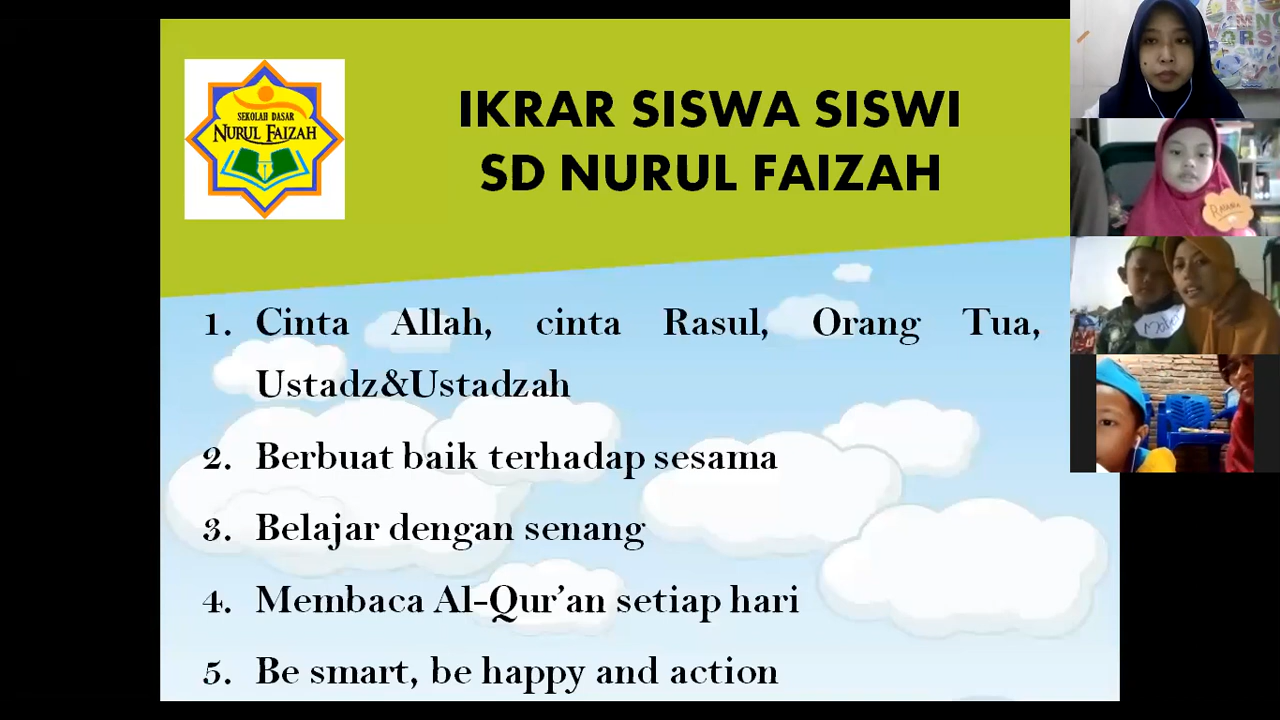 SEKOLAH DASAR
NURUL FAIZAH
IKRAR SISWA SISWI
SD NURUL FAIZAH
1. Cinta Allah, cinta Rasul, Orang Tua,
Ustadz&Ustadzah
2. Berbuat baik terhadap sesama
3. Belajar dengan senang
4. Membaca Al-Qur’an setiap hari
5. Be smart, be happy and action